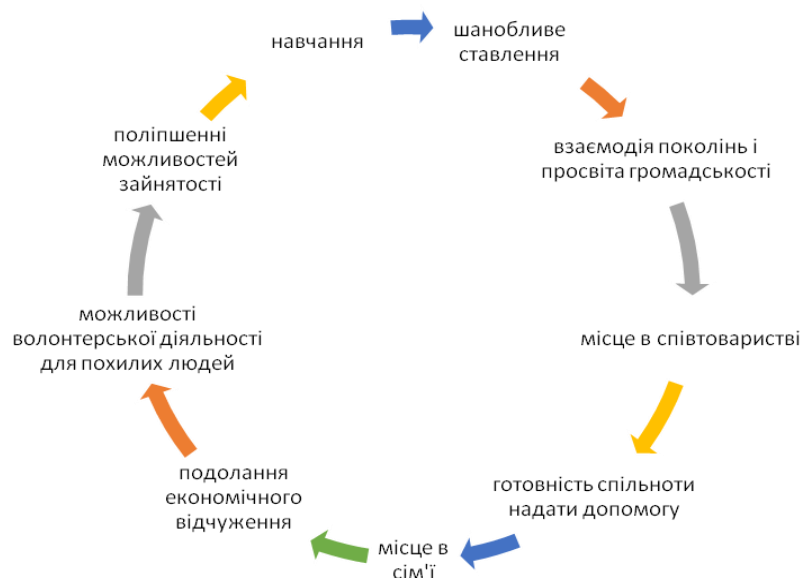 навчання
шанобливе
ставлення
взаємодія поколінь і
просвіта громадськості
місце в співтоваристві
готовність спільноти
надати допомогу
місце в
сім'ї
подолання
економічного
відчуження
можливості
волонтерської діяльності
для похилих людей
поліпшенні
можливостей
зайнятості